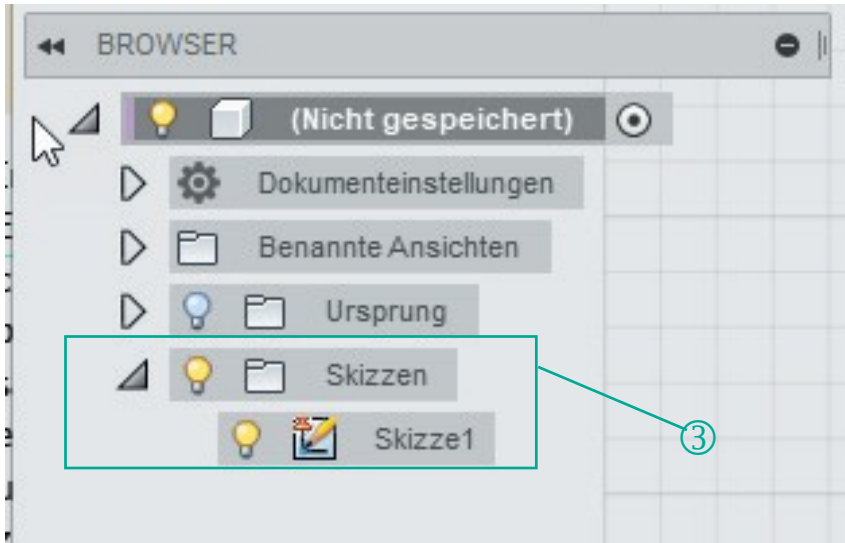 BROWSER
(Nicht gespeichert)
Dokumenteinstellungen
Benannte Ansichten
Ursprung
Skizzen
Skizze1
③